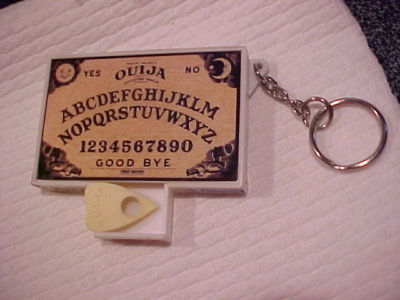 YES OUIJA NO
ABCDEFGHIJKLM
NOPQRSTUVWXYZ
1234567890
GOOD BYE